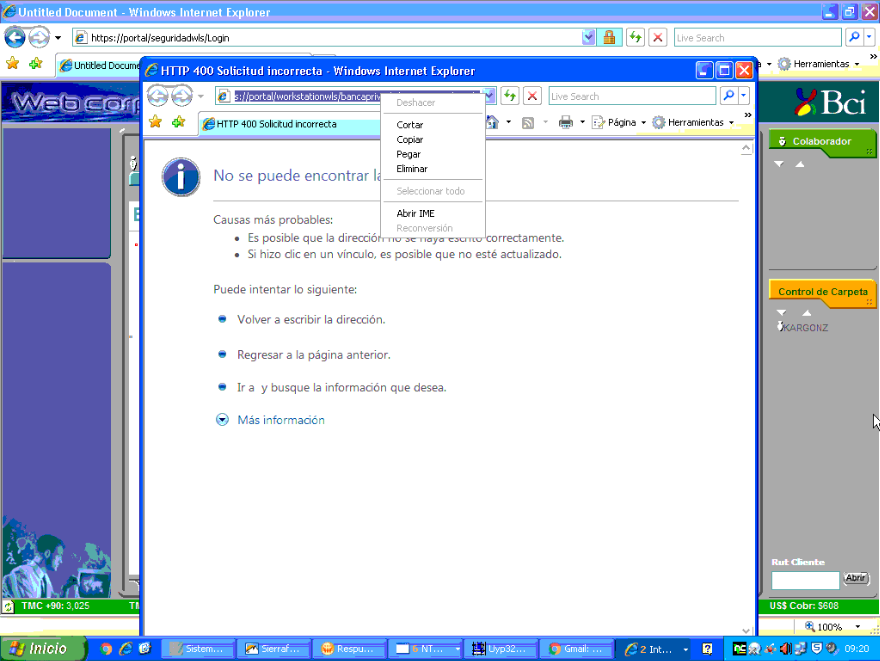 Untitled Document - Windows Internet Explorer
https://portal/seguridadwls/Login
Live Search
Untitled Docume
Herramientas
»
HTTP 400 Solicitud incorrecta - Windows Internet Explorer
s://portal/workstationwls/bancapriv
Live Search
HTTP 400 Solicitud incorrecta
Página
Herramientas
»
Web corp
Bci
Deshacer
Cortar
Copiar
Pegar
Eliminar
Seleccionar todo
Abrir IME
Reconversión
Colaborador
No se puede encontrar la
Causas más probables:
• Es posible que la dirección no se haya escrito correctamente.
• Si hizo clic en un vínculo, es posible que no esté actualizado.
Puede intentar lo siguiente:
Volver a escribir la dirección.
Regresar a la página anterior.
Ir a y busque la información que desea.
Más información
Control de Carpeta
KARGONZ
Rut Cliente
Abrir
TMC +90: 3,025
TM
US$ Cobr: $608
100%
Inicio
Sistem...
Sierraf...
Respu...
6 NT...
Uyp32...
Gmail: ...
2 Int...
09:20